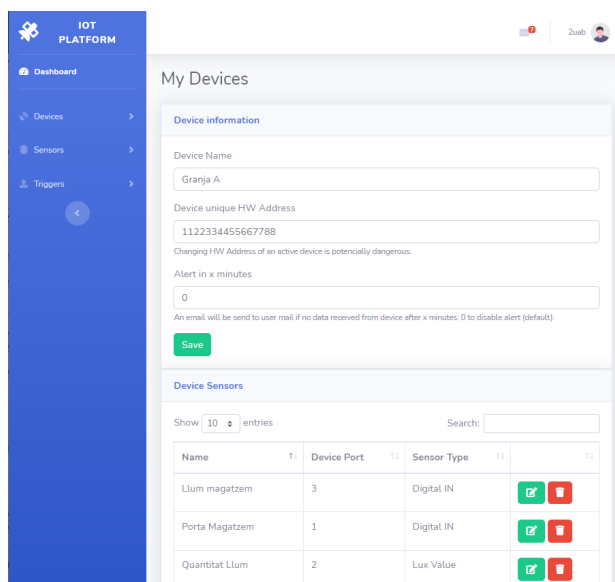 IOT
PLATFORM
7
2uab
Dashboard
Devices
Sensors
Triggers
My Devices
Device information
Device Name
Granja A
Device unique HW Address
1122334455667788
Changing HW Address of an active device is potencially dangerous.
Alert in x minutes
0
An email will be send to user mail if no data received from device after x minutes. 0 to disable alert (default).
Save
Device Sensors
Show 10 entries Search:
Name Device Port Sensor Type
Llum magatzem 3 Digital IN
Porta Magatzem 1 Digital IN
Quantitat Llum 2 Lux Value